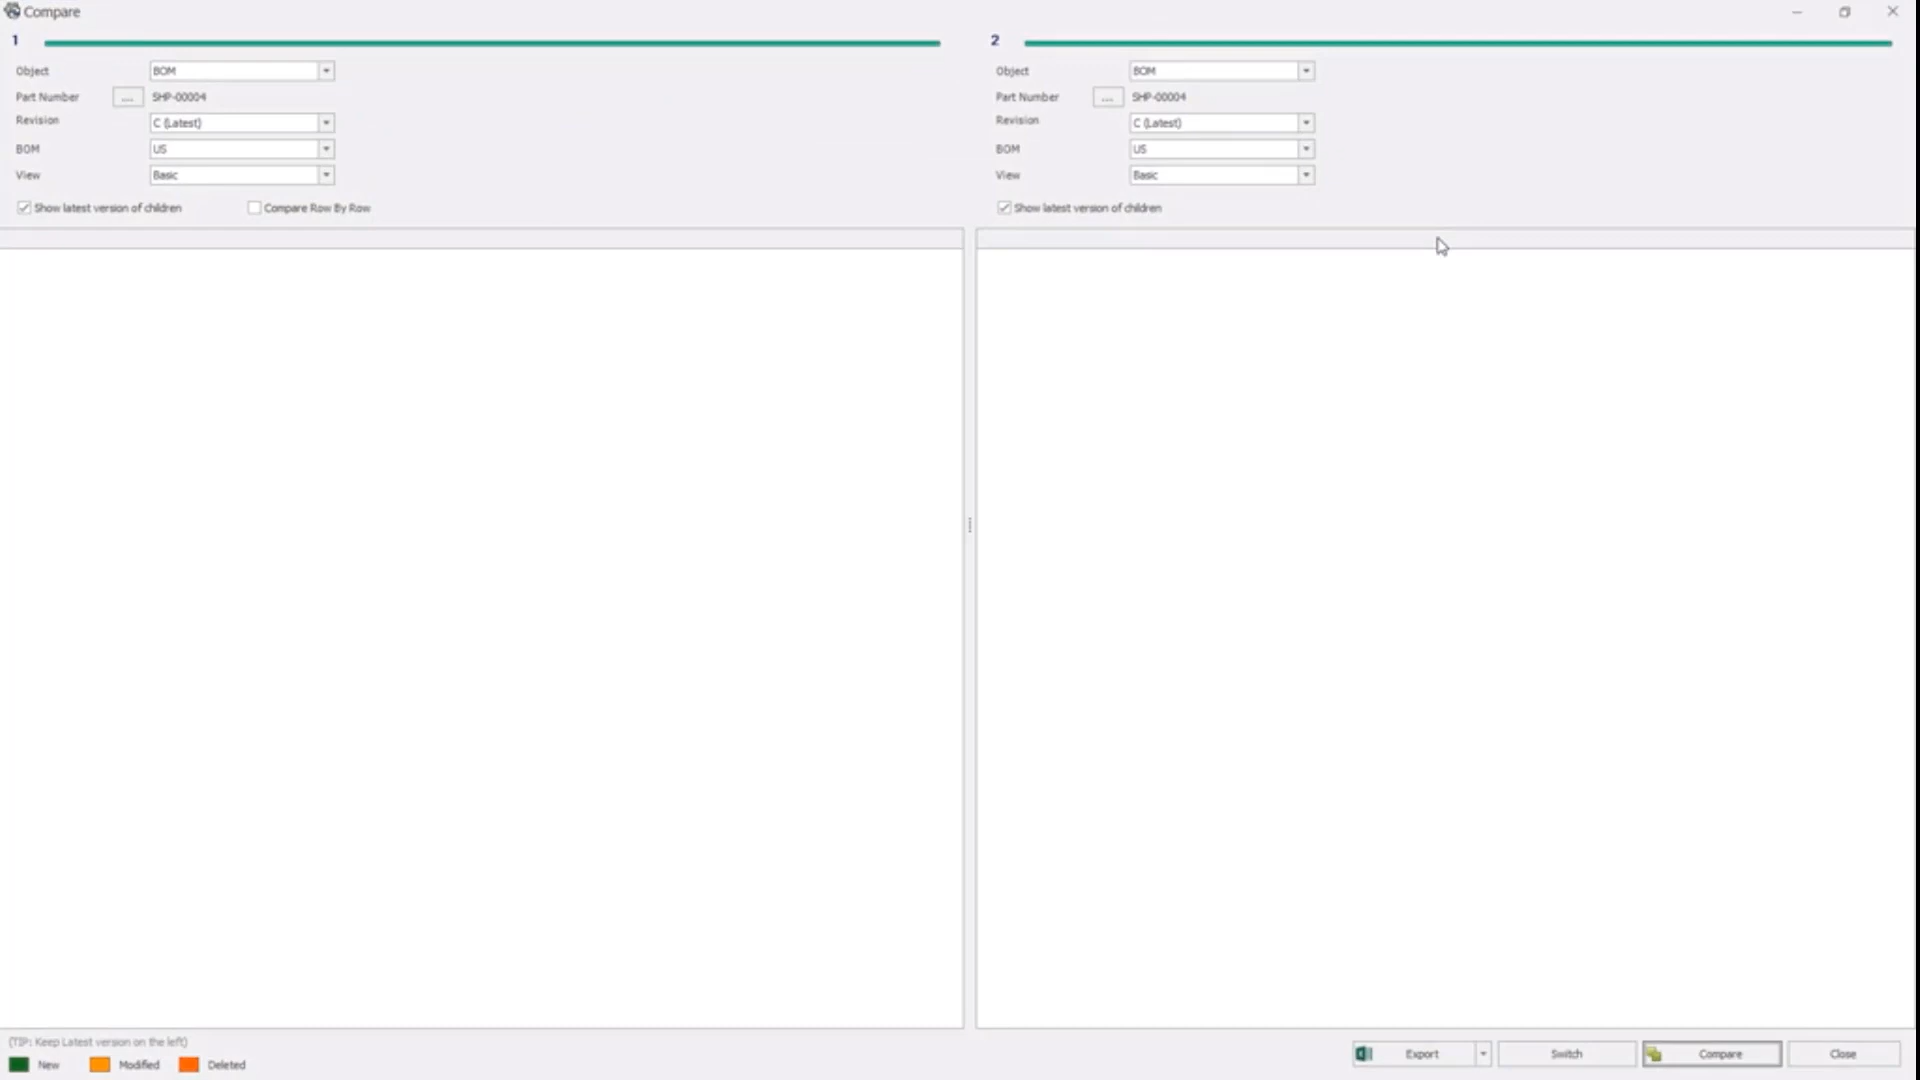 Compare
1
Object BOM
Part Number ... SHP-00004
Revision C (Latest)
BOM US
View Basic
Show latest version of children Compare Row By Row
2
Object BOM
Part Number ... SHP-00004
Revision C (Latest)
BOM US
View Basic
Show latest version of children
(TIP: Keep Latest version on the left)
New Modified Deleted
Export Switch Compare Close